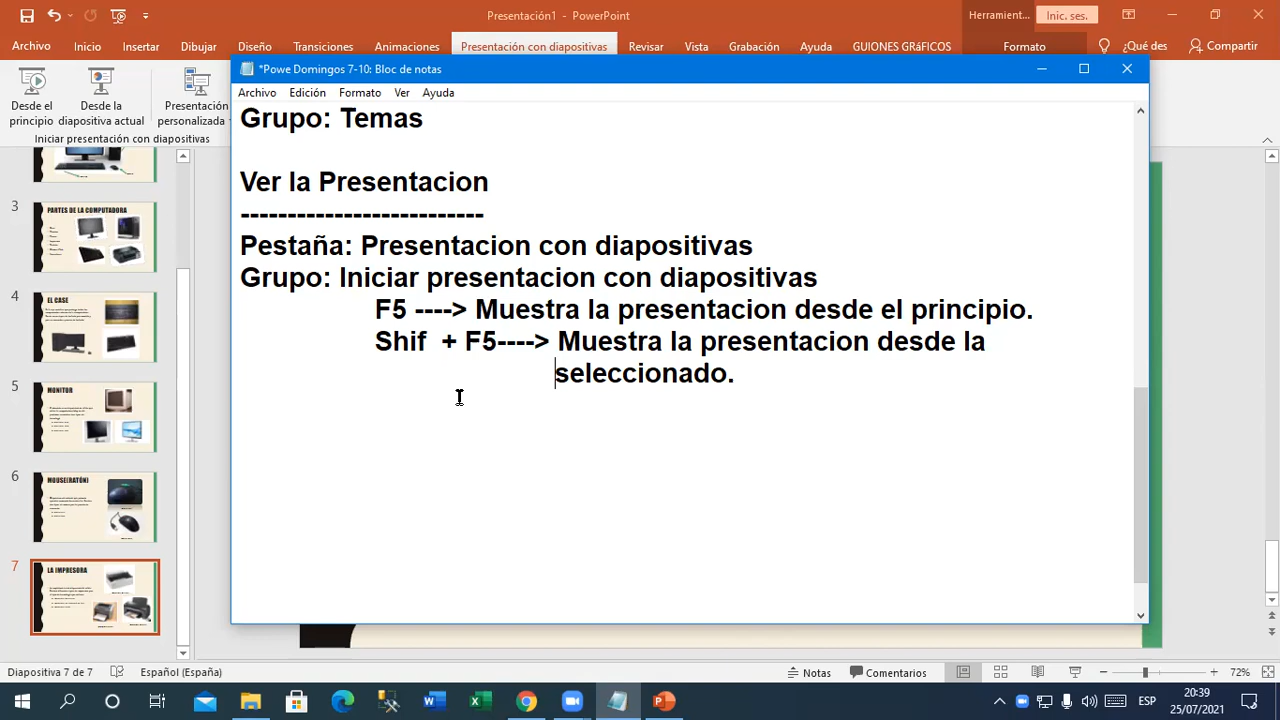 Presentación1 - PowerPoint
Herramient... Inic. ses.
Archivo Inicio Insertar Dibujar Diseño Transiciones Animaciones Presentación con diapositivas Revisar Vista Grabación Ayuda GUIONES GRáFICOS Formato ¿Qué des Compartir
Desde el principio
Desde la diapositiva actual
Presentación personalizada
Iniciar presentación con diapositivas
*Powe Domingos 7-10: Bloc de notas
Archivo Edición Formato Ver Ayuda
Grupo: Temas
Ver la Presentacion
--------------------------
Pestaña: Presentacion con diapositivas
Grupo: Iniciar presentacion con diapositivas
F5 ----> Muestra la presentacion desde el principio.
Shif + F5----> Muestra la presentacion desde la
seleccionado.
3
PARTES DE LA COMPUTADORA
4
EL CASE
5
MONITOR
6
MOUSE(RATÓN)
7
LA IMPRESORA
Diapositiva 7 de 7 Español (España) Notas Comentarios 72%
ESP
20:39
25/07/2021